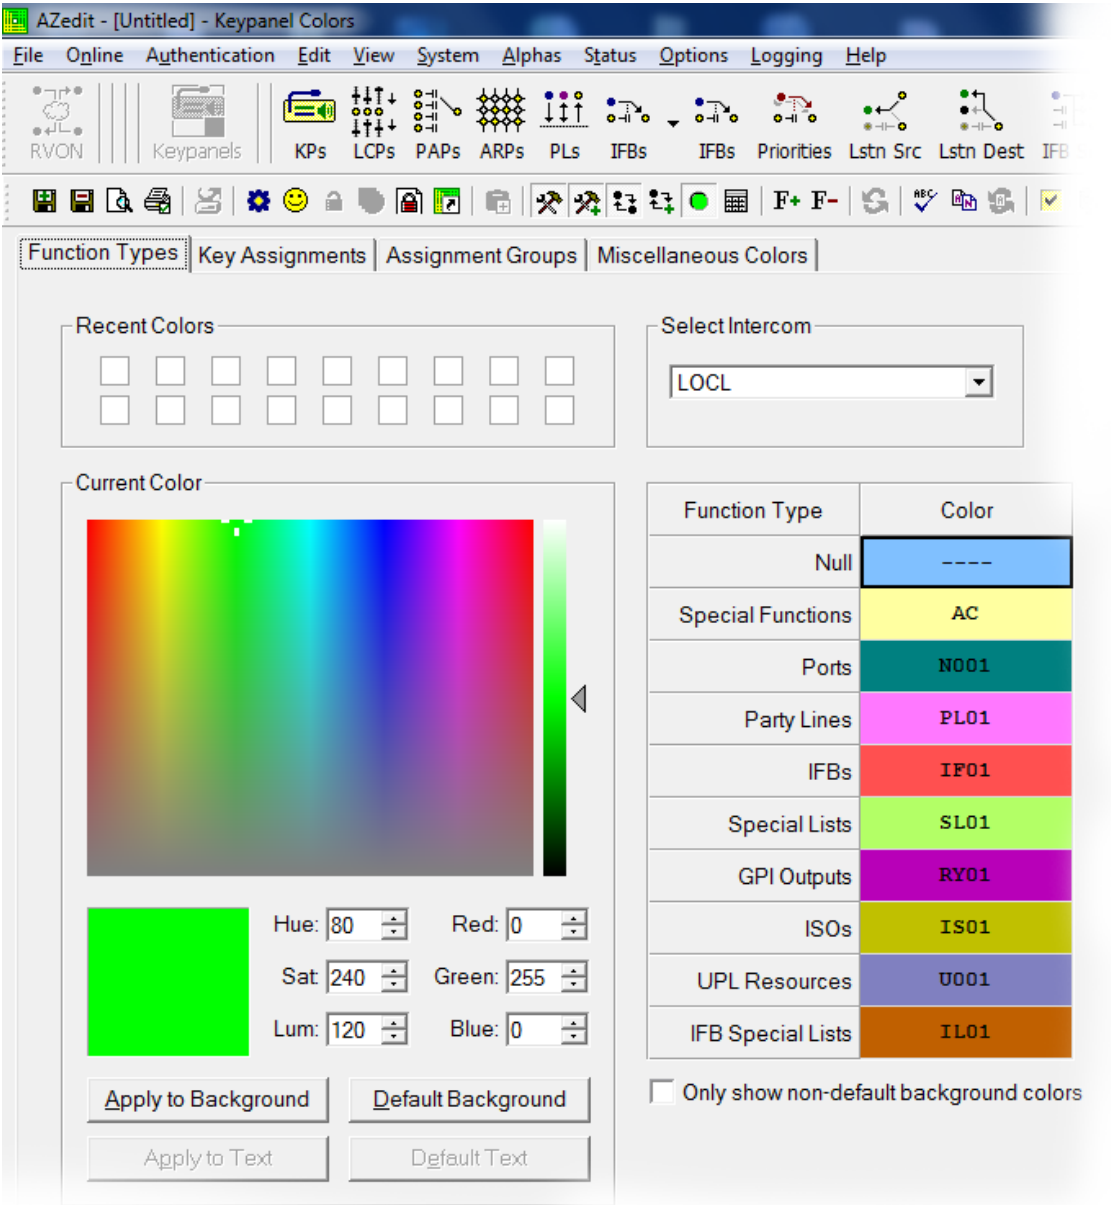 AZedit - [Untitled] - Keypanel Colors
File Online Authentication Edit View System Alphas Status Options Logging Help
RVON Keypanels KPs LCPs PAPs ARPs PLs IFBs IFBs Priorities Lstn Src Lstn Dest IFB
F+ F- ABC
Function Types Key Assignments Assignment Groups Miscellaneous Colors
Recent Colors
Select Intercom
LOCL
Current Color
Hue: 80 Red: 0
Sat 240 Green: 255
Lum: 120 Blue: 0
Apply to Background Default Background
Apply to Text Default Text
Function Type Color
Null ----
Special Functions AC
Ports N001
Party Lines PL01
IFBs IF01
Special Lists SL01
GPI Outputs RY01
ISOs IS01
UPL Resources U001
IFB Special Lists IL01
Only show non-default background colors